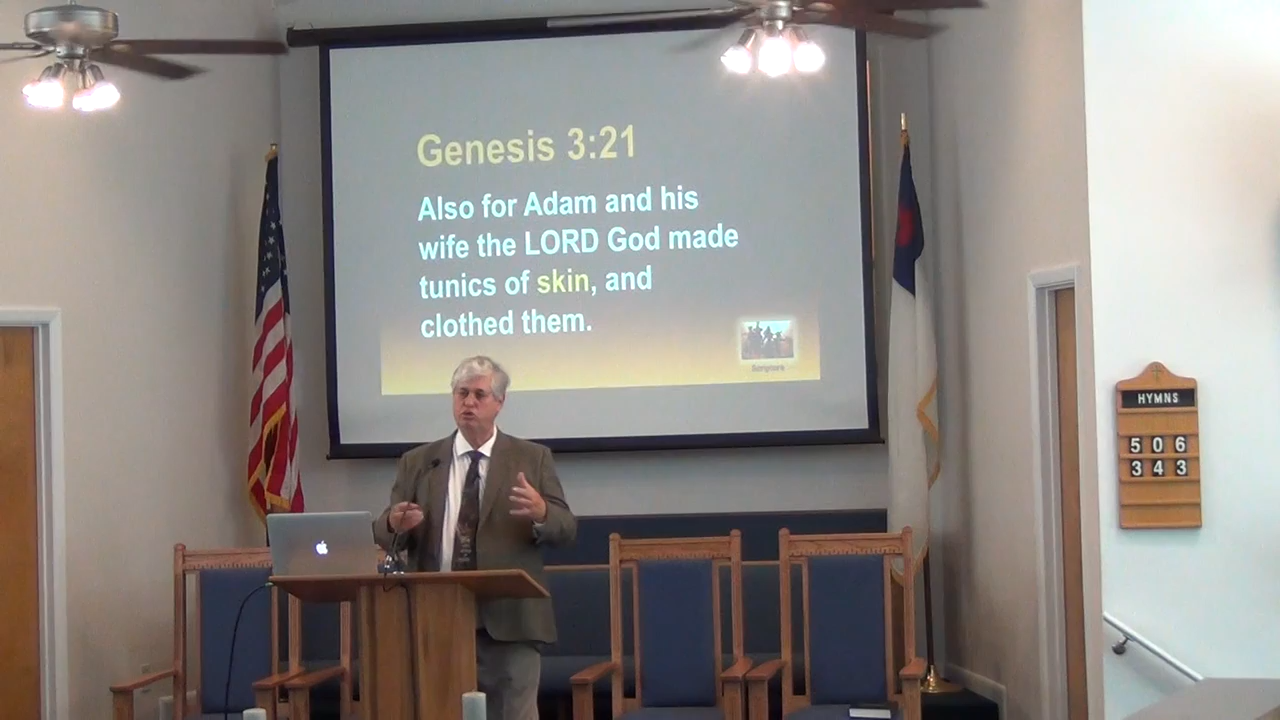 Genesis 3:21
Also for Adam and his
wife the LORD God made
tunics of skin, and
clothed them.
Scripture
HYMNS
506
343